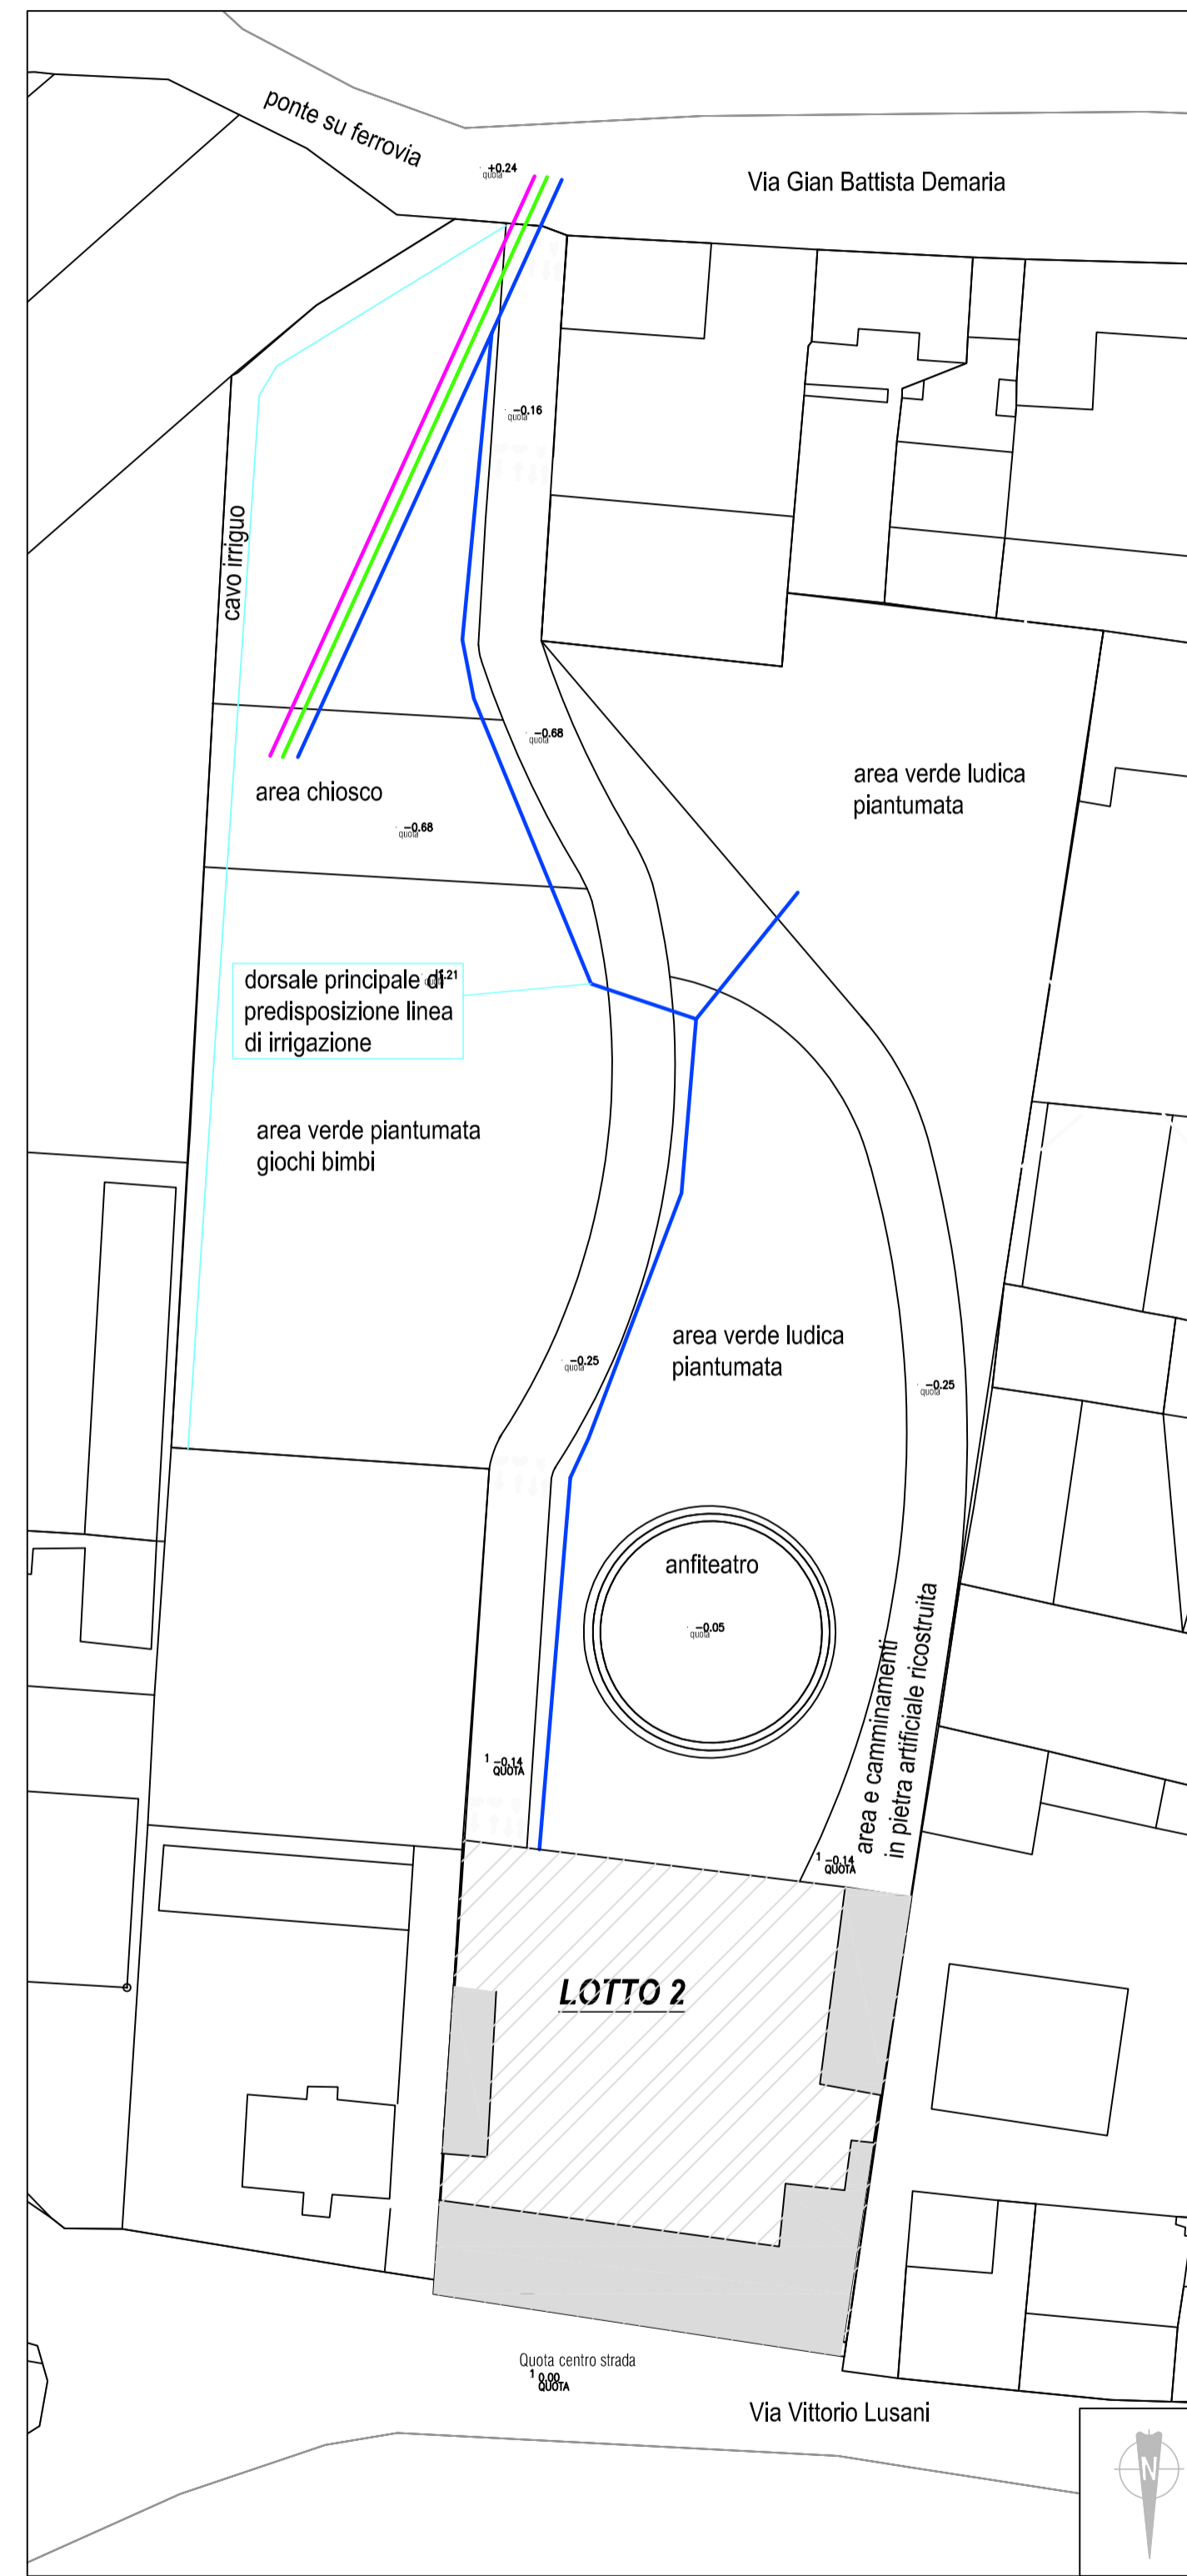 ponte su ferrovia
+0.24
quota
Via Gian Battista Demaria
-0.16
quota
cavo irriguo
-0.68
quota
area verde ludica
piantumata
area chiosco
-0.68
quota
dorsale principale di
predisposizione linea
di irrigazione
area verde piantumata
giochi bimbi
area verde ludica
piantumata
-0.25
quota
-0.25
quota
anfiteatro
-0.05
quota
area e camminamenti
in pietra artificiale ricostruita
1 -0.14
QUOTA
1 -0.14
QUOTA
LOTTO 2
Quota centro strada
1 0.00
QUOTA
Via Vittorio Lusani
N